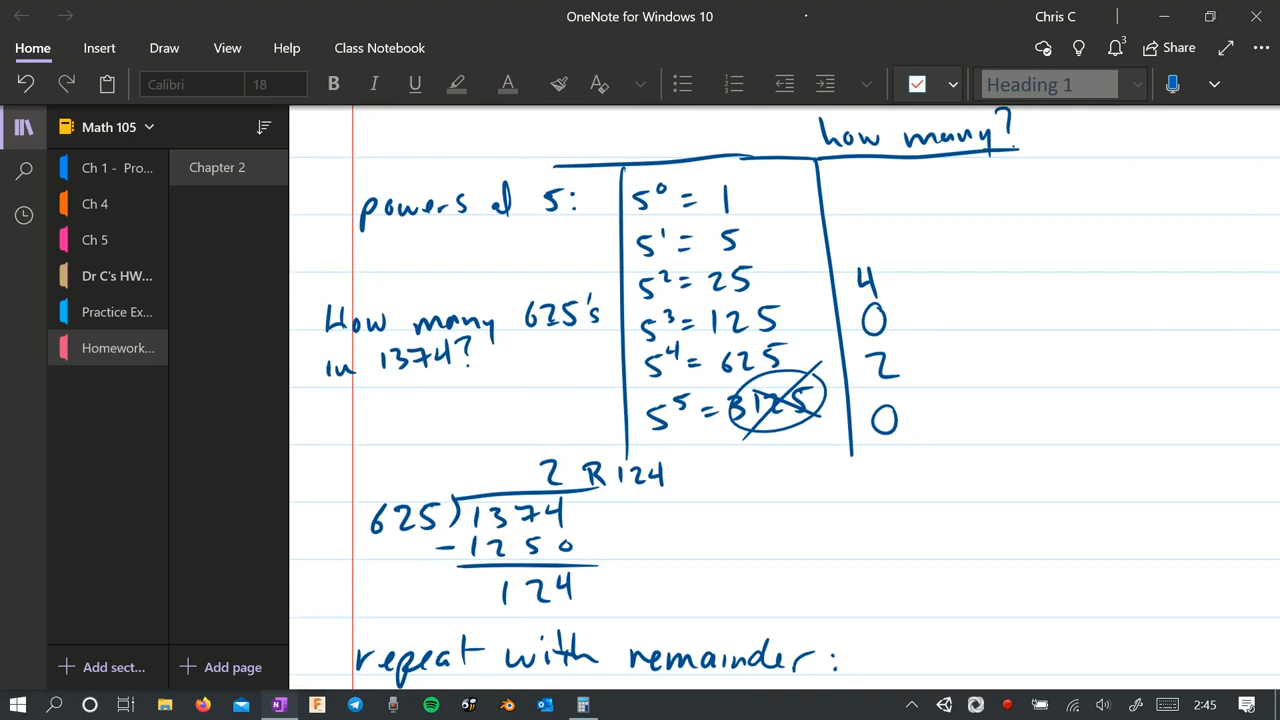 OneNote for Windows 10
Chris C
Home Insert Draw View Help Class Notebook
3
Share
Calibri 18 B I U A Heading 1
Math 105
Ch 1 - Pro...
Chapter 2
Ch 4
Ch 5
Dr C's HW...
Practice Ex...
Homework...
how many?
powers of 5:
5⁰ = 1
5¹ = 5
5² = 25 4
How many 625's
in 1374?
5³ = 125 0
5⁴ = 625 2
5⁵ = 3125 0
2 R 124
625 ) 1374
- 1250
124
repeat with remainder:
+ Add sect...
+ Add page
2:45